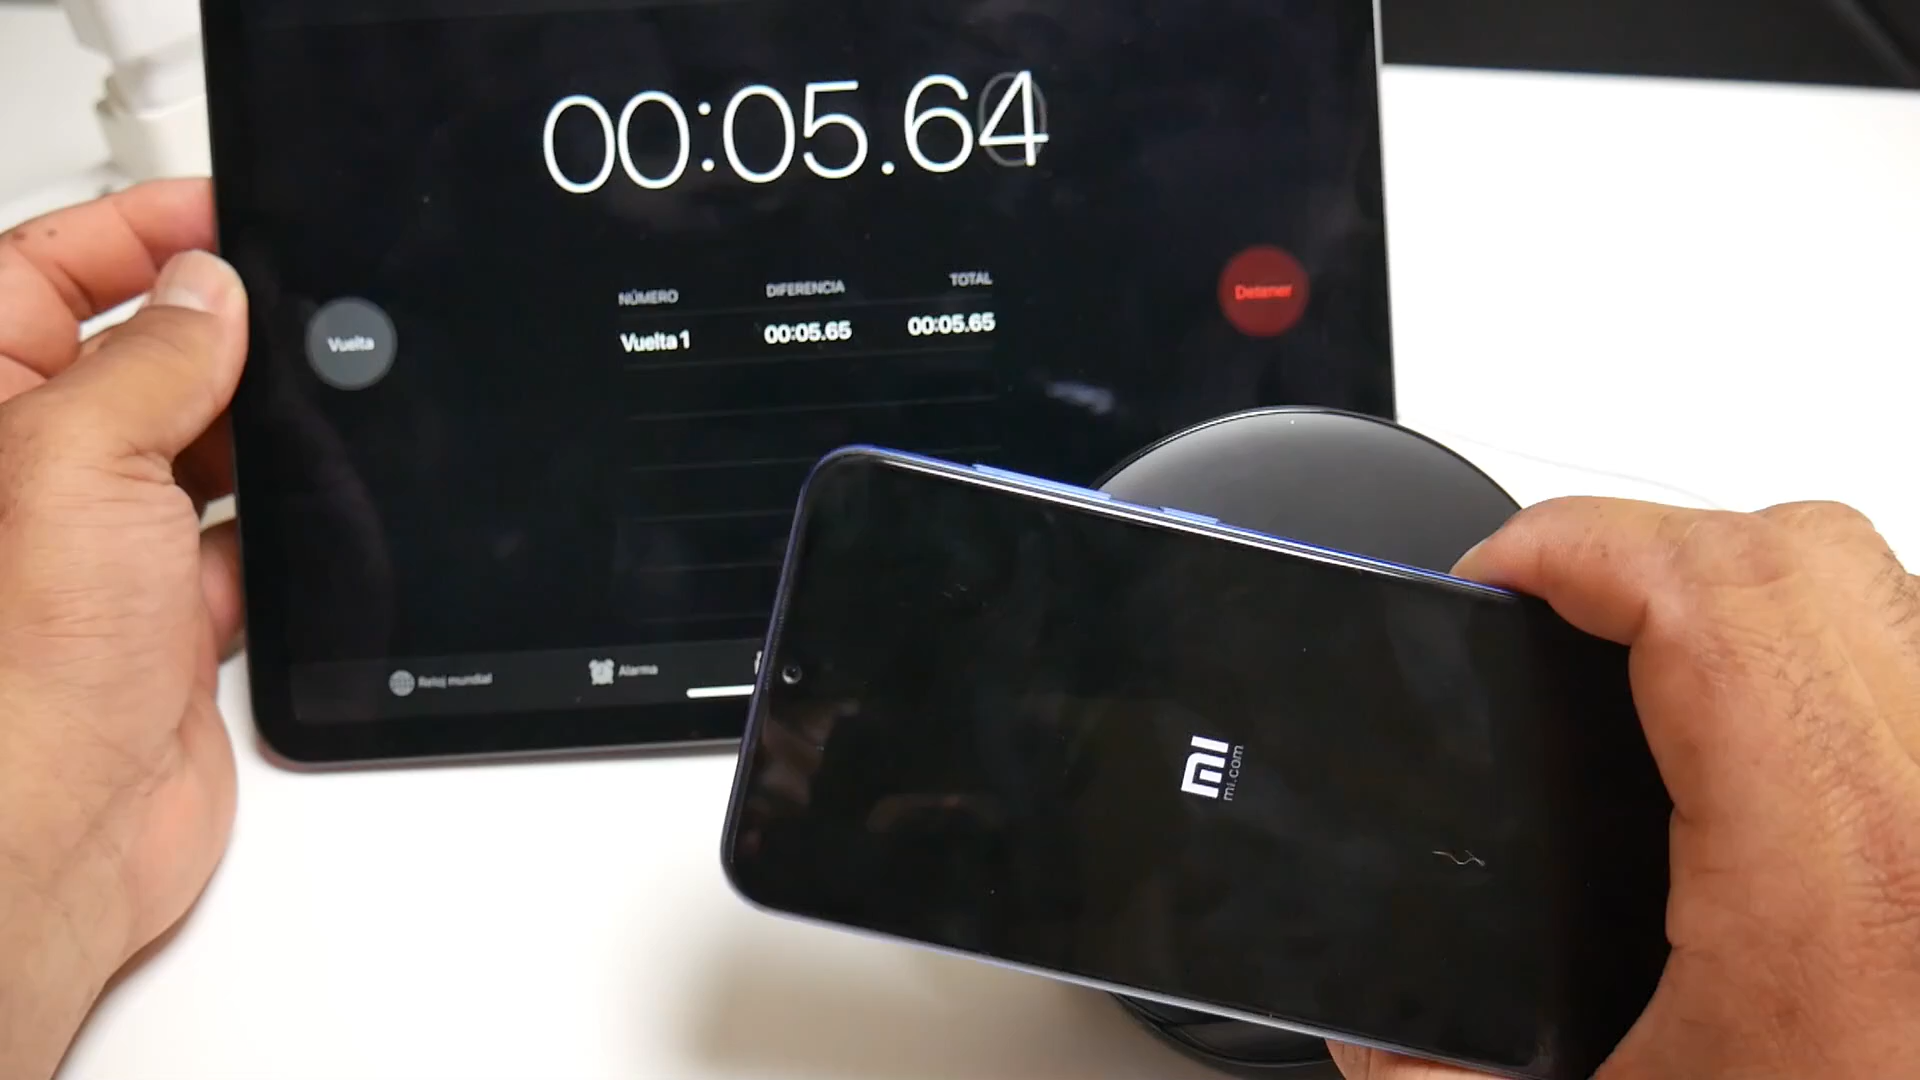 00:05.64
NÚMERO DIFERENCIA TOTAL
Vuelta 1 00:05.65 00:05.65
Vuelta
Detener
Reloj mundial Alarma
MI
mi.com